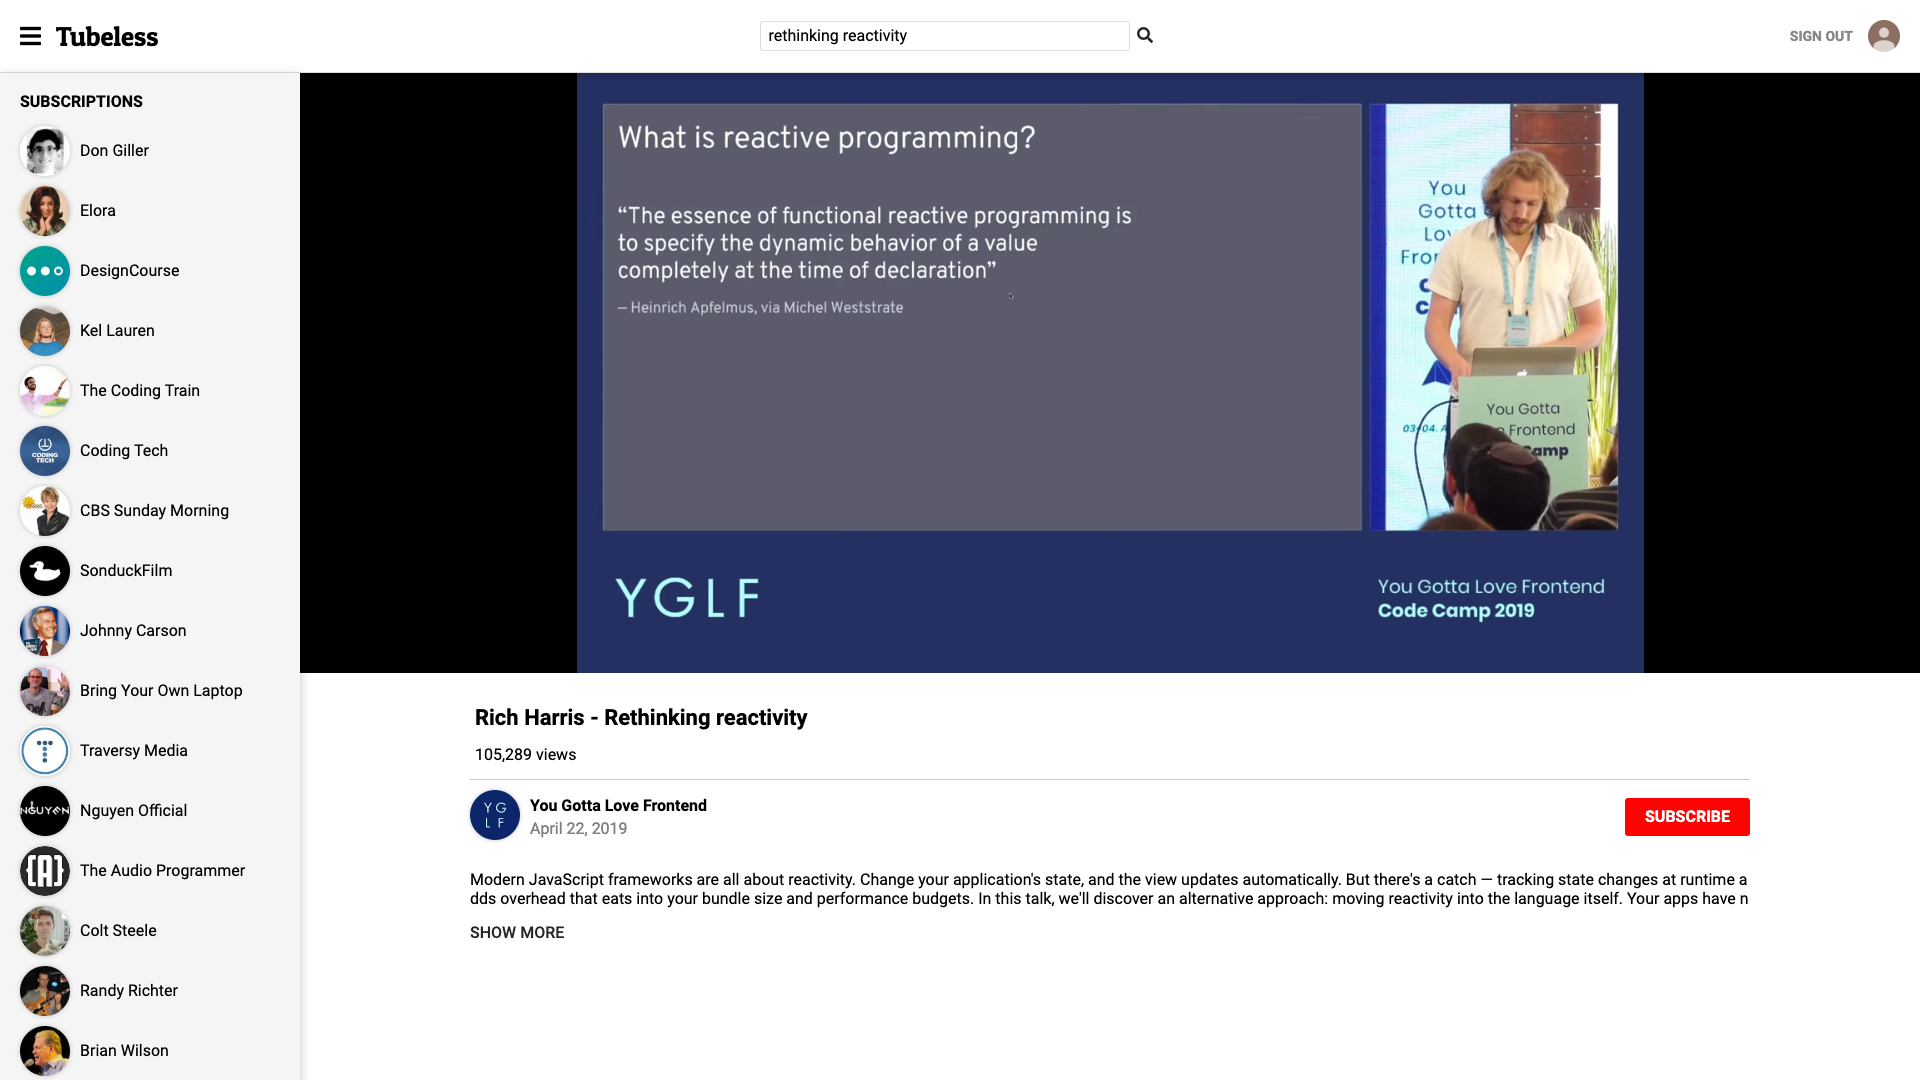 Tubeless
rethinking reactivity
SIGN OUT
SUBSCRIPTIONS
Don Giller
Elora
DesignCourse
Kel Lauren
The Coding Train
CODING
TECH
Coding Tech
CBS Sunday Morning
SonduckFilm
Johnny Carson
Bring Your Own Laptop
Traversy Media
NGUYEN
Nguyen Official
{[A]}
The Audio Programmer
Colt Steele
Randy Richter
Brian Wilson
What is reactive programming?
“The essence of functional reactive programming is
to specify the dynamic behavior of a value
completely at the time of declaration”
– Heinrich Apfelmus, via Michel Weststrate
You
Gotta
Lov
Fron
You Gotta
Frontend
amp
YGLF
You Gotta Love Frontend
Code Camp 2019
Rich Harris - Rethinking reactivity
105,289 views
YG
LF
You Gotta Love Frontend
April 22, 2019
SUBSCRIBE
Modern JavaScript frameworks are all about reactivity. Change your application's state, and the view updates automatically. But there's a catch — tracking state changes at runtime a
dds overhead that eats into your bundle size and performance budgets. In this talk, we'll discover an alternative approach: moving reactivity into the language itself. Your apps have n
SHOW MORE